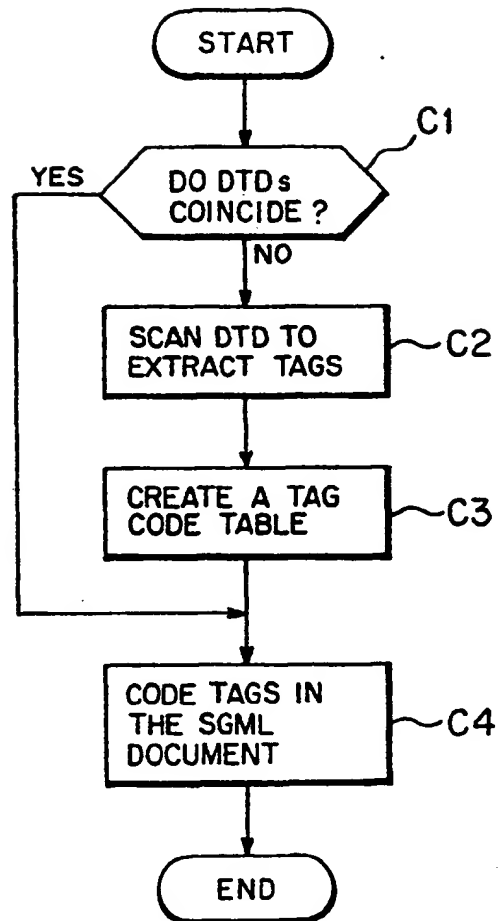 START
C1
YES
DO DTDs
COINCIDE ?
NO
SCAN DTD TO
EXTRACT TAGS
C2
CREATE A TAG
CODE TABLE
C3
CODE TAGS IN
THE SGML
DOCUMENT
C4
END